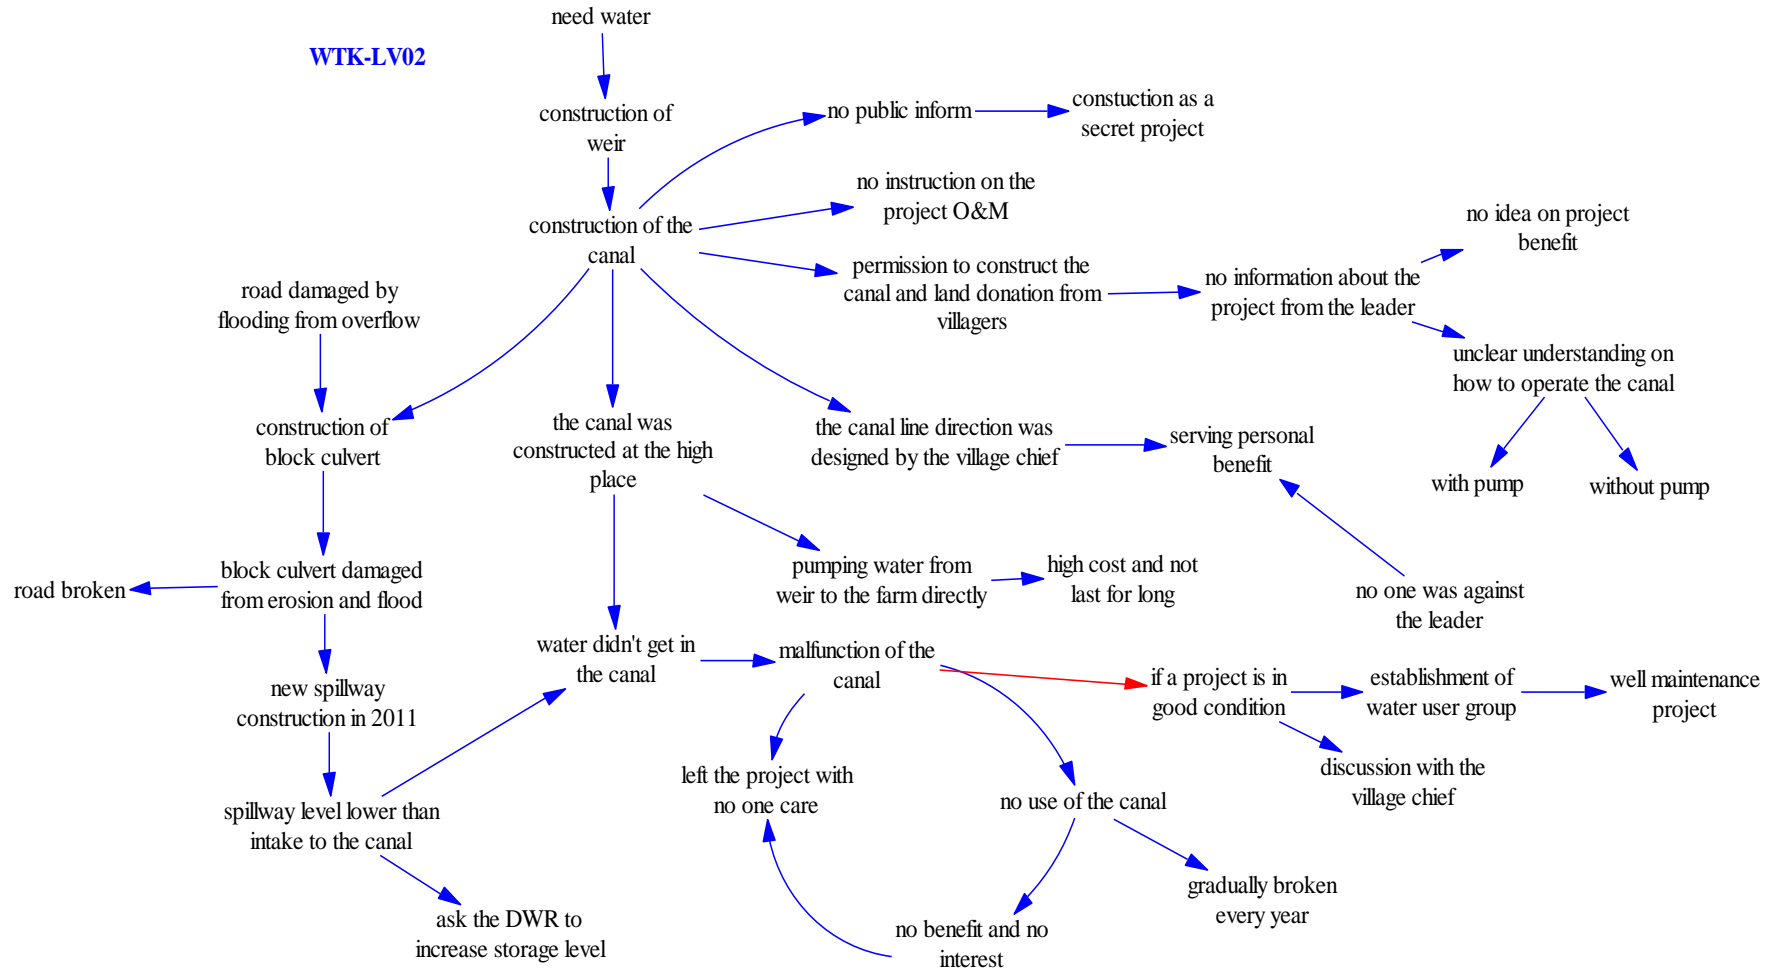 need water
WTK-LV02
construction of
weir
no public inform
constuction as a
secret project
no instruction on the
project O&M
construction of the
canal
no idea on project
benefit
permission to construct the
canal and land donation from
villagers
no information about the
project from the leader
road damaged by
flooding from overflow
unclear understanding on
how to operate the canal
construction of
block culvert
the canal was
constructed at the high
place
the canal line direction was
designed by the village chief
serving personal
benefit
with pump
without pump
road broken
block culvert damaged
from erosion and flood
pumping water from
weir to the farm directly
high cost and not
last for long
no one was against
the leader
water didn't get in
the canal
malfunction of the
canal
if a project is in
good condition
establishment of
water user group
well maintenance
project
new spillway
construction in 2011
left the project with
no one care
no use of the canal
discussion with the
village chief
spillway level lower than
intake to the canal
gradually broken
every year
ask the DWR to
increase storage level
no benefit and no
interest